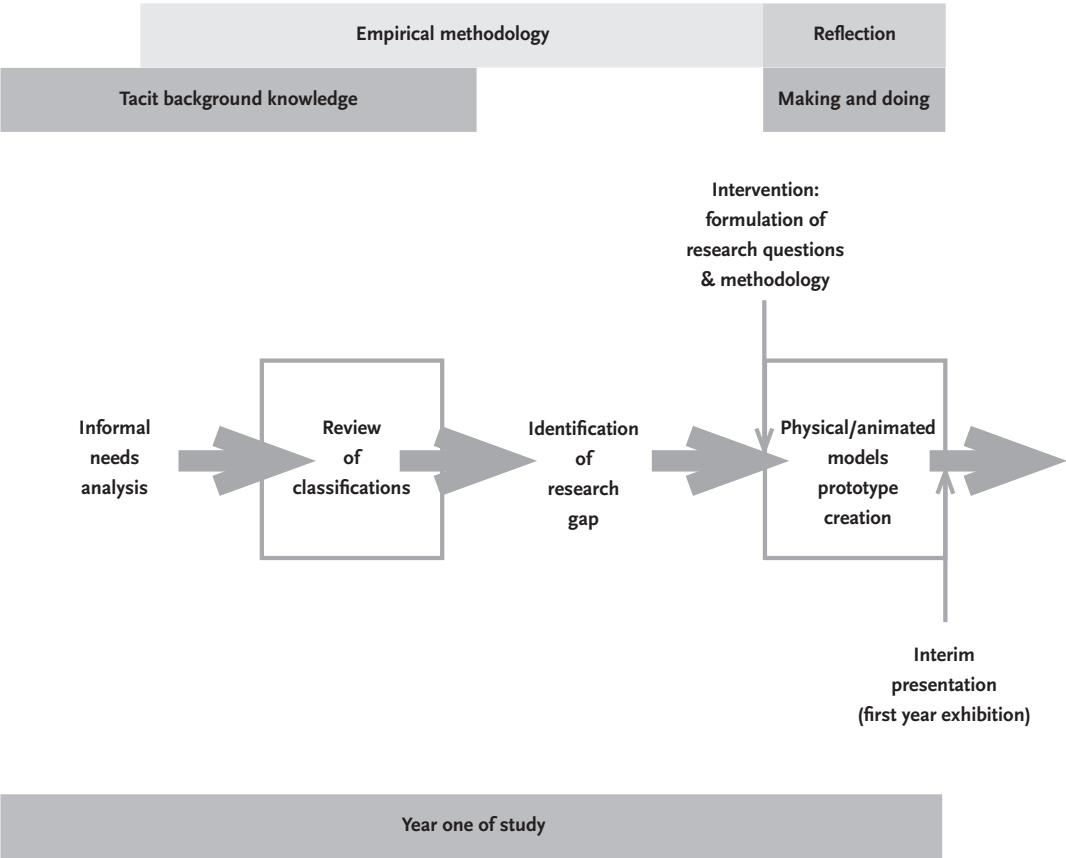 Empirical methodology
Reflection
Tacit background knowledge
Making and doing
Intervention:
formulation of
research questions
& methodology
Informal
needs
analysis
Review
of
classifications
Identification
of
research
gap
Physical/animated
models
prototype
creation
Interim
presentation
(first year exhibition)
Year one of study